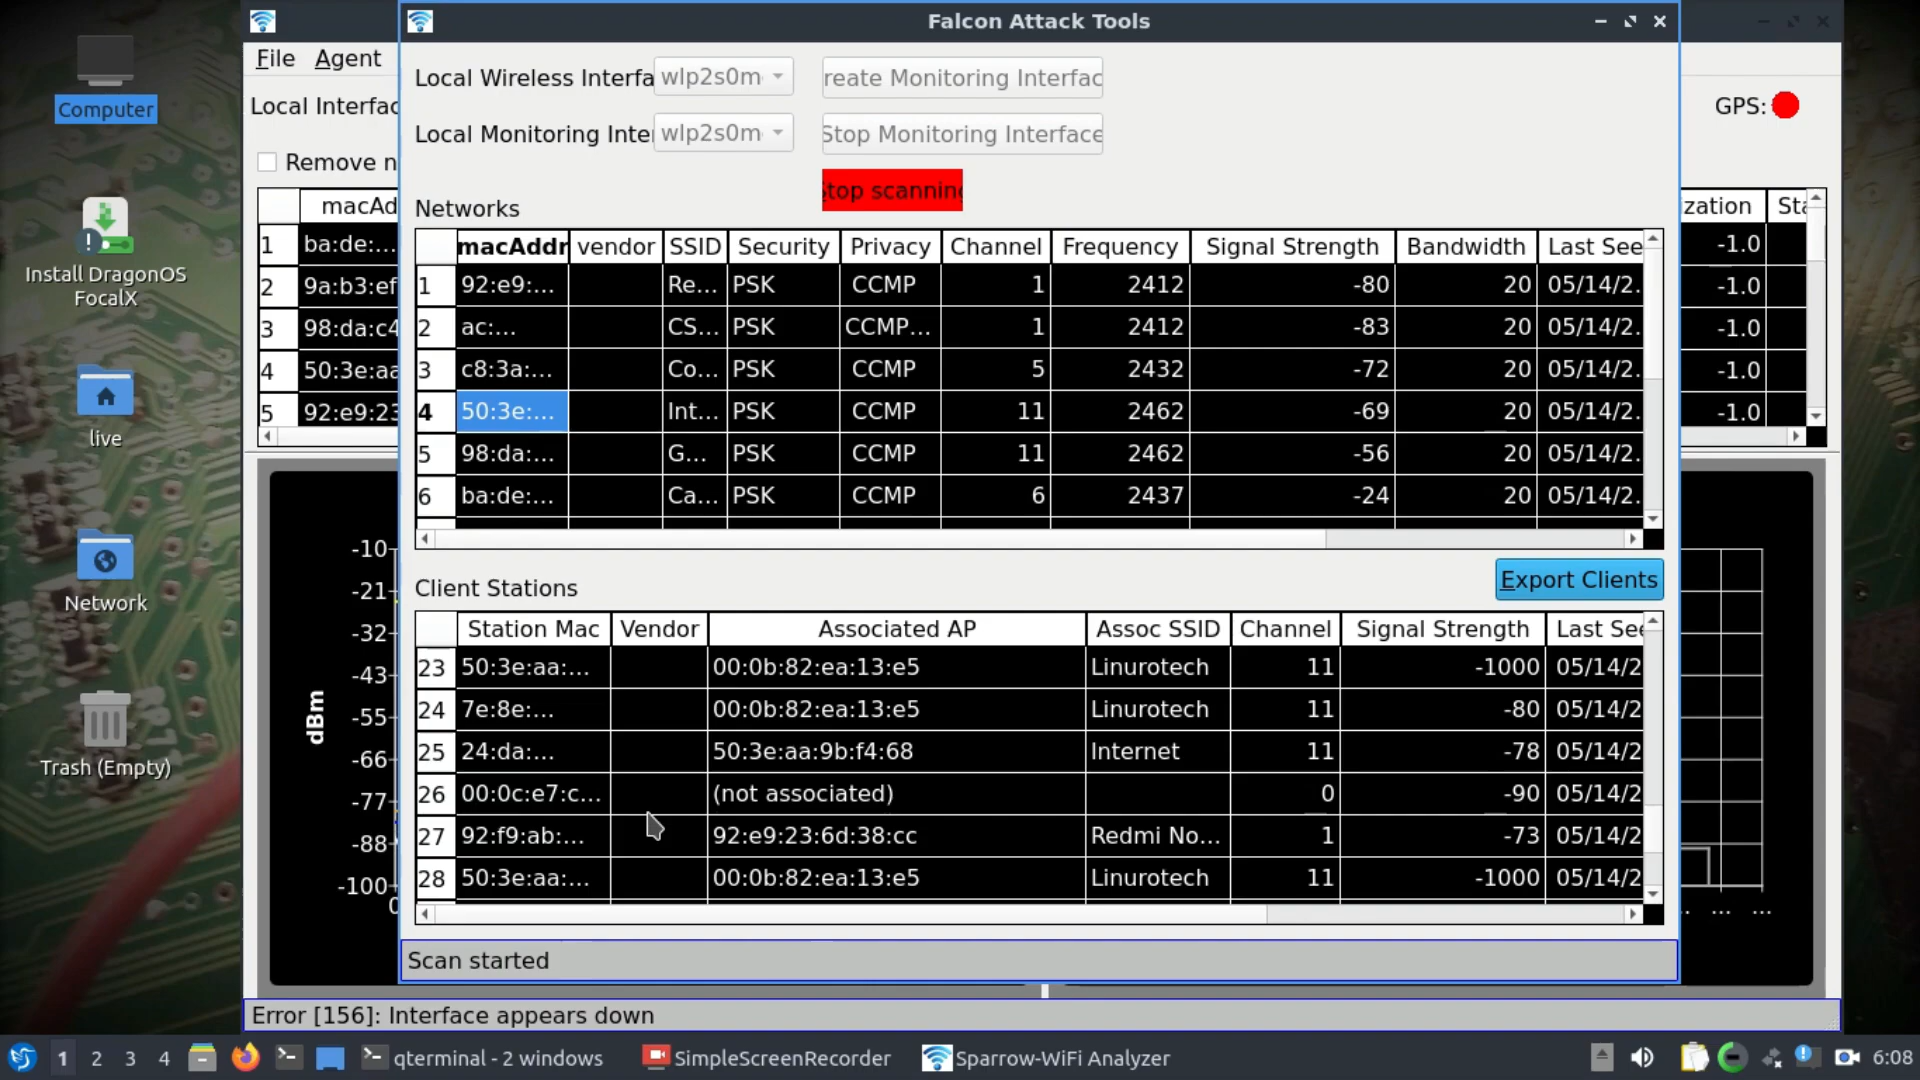 Falcon Attack Tools
File Agent
Local Interfac
GPS:
Remove n
Local Wireless Interfa wlp2s0m reate Monitoring Interfac
Local Monitoring Inter wlp2s0m Stop Monitoring Interface
top scanning
Networks
macAd
1 ba:de:...
2 9a:b3:ef
3 98:da:c4
4 50:3e:aa
5 92:e9:23
zation Sta
-1.0
-1.0
-1.0
-1.0
-1.0
macAddr vendor SSID Security Privacy Channel Frequency Signal Strength Bandwidth Last See
1 92:e9:... Re... PSK CCMP 1 2412 -80 20 05/14/2.
2 ac:... CS... PSK CCMP... 1 2412 -83 20 05/14/2.
3 c8:3a:... Co... PSK CCMP 5 2432 -72 20 05/14/2.
4 50:3e:... Int... PSK CCMP 11 2462 -69 20 05/14/2.
5 98:da:... G... PSK CCMP 11 2462 -56 20 05/14/2.
6 ba:de:... Ca... PSK CCMP 6 2437 -24 20 05/14/2.
Client Stations
Export Clients
Station Mac Vendor Associated AP Assoc SSID Channel Signal Strength Last See
23 50:3e:aa:... 00:0b:82:ea:13:e5 Linurotech 11 -1000 05/14/2
24 7e:8e:... 00:0b:82:ea:13:e5 Linurotech 11 -80 05/14/2
25 24:da:... 50:3e:aa:9b:f4:68 Internet 11 -78 05/14/2
26 00:0c:e7:c... (not associated) 0 -90 05/14/2
27 92:f9:ab:... 92:e9:23:6d:38:cc Redmi No... 1 -73 05/14/2
28 50:3e:aa:... 00:0b:82:ea:13:e5 Linurotech 11 -1000 05/14/2
Scan started
dBm
-10
-21
-32
-43
-55
-66
-77
-88
-100
0
... ... ...
Error [156]: Interface appears down
Computer
Install DragonOS
FocalX
live
Network
Trash (Empty)
1 2 3 4 qterminal - 2 windows SimpleScreenRecorder Sparrow-WiFi Analyzer 6:08